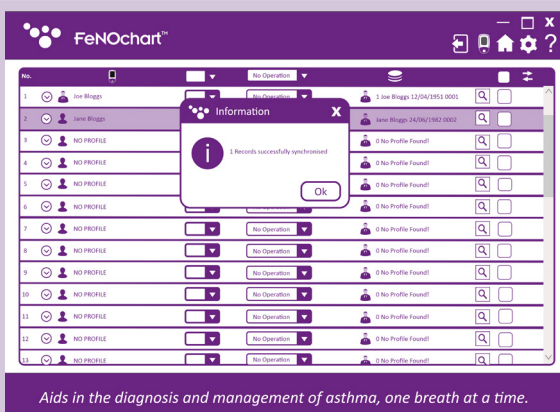 FeNOchart™
No. No Operation
1 Joe Bloggs 1 Joe Bloggs 12/04/1951 0001
2 Jane Bloggs Jane Bloggs 24/06/1982 0002
Information X
i
1 Records successfully synchronised
Ok
3 NO PROFILE 0 No Profile Found!
4 NO PROFILE 0 No Profile Found!
5 NO PROFILE 0 No Profile Found!
6 NO PROFILE No Operation 0 No Profile Found!
7 NO PROFILE No Operation 0 No Profile Found!
8 NO PROFILE No Operation 0 No Profile Found!
9 NO PROFILE No Operation 0 No Profile Found!
10 NO PROFILE No Operation 0 No Profile Found!
11 NO PROFILE No Operation 0 No Profile Found!
12 NO PROFILE No Operation 0 No Profile Found!
13 NO PROFILE No Operation 0 No Profile Found!
Aids in the diagnosis and management of asthma, one breath at a time.